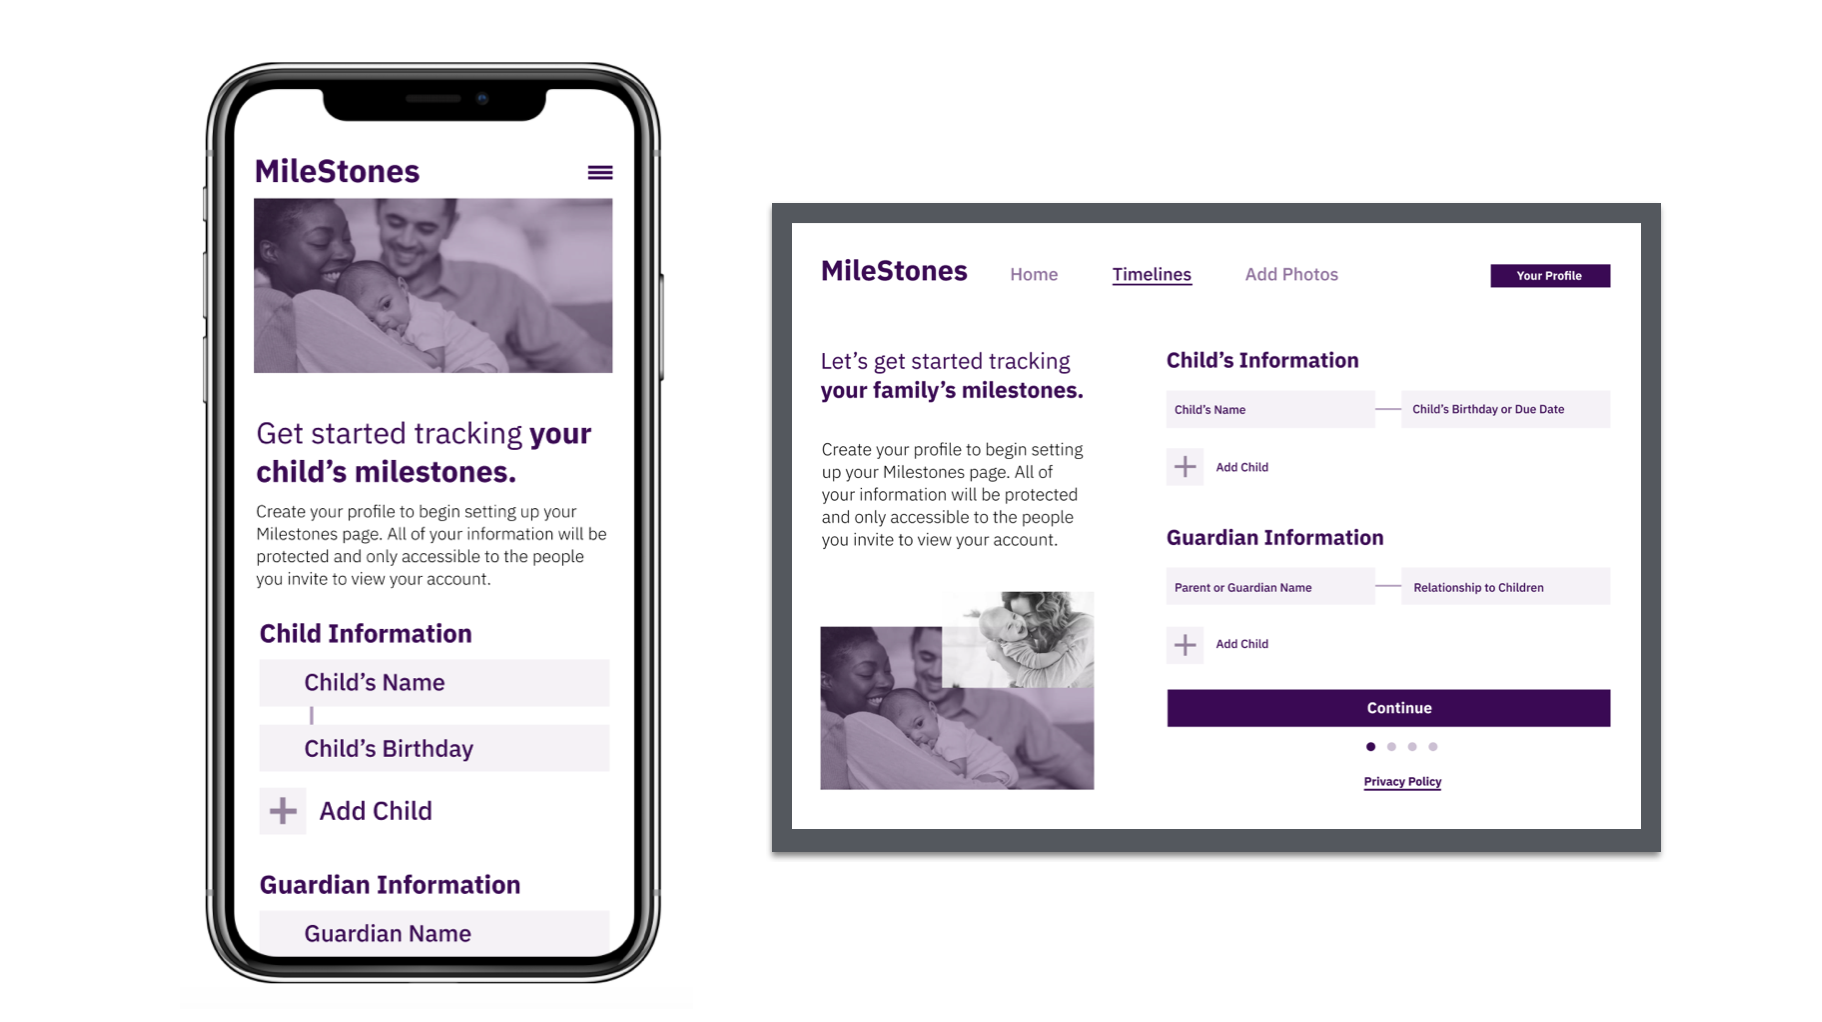 MileStones
Get started tracking your
child’s milestones.
Create your profile to begin setting up your
Milestones page. All of your information will be
protected and only accessible to the people
you invite to view your account.
Child Information
Child’s Name
Child’s Birthday
Add Child
Guardian Information
Guardian Name
MileStones
Home
Timelines
Add Photos
Your Profile
Let’s get started tracking
your family’s milestones.
Create your profile to begin setting
up your Milestones page. All of
your information will be protected
and only accessible to the people
you invite to view your account.
Child’s Information
Child’s Name
Child’s Birthday or Due Date
Add Child
Guardian Information
Parent or Guardian Name
Relationship to Children
Add Child
Continue
Privacy Policy